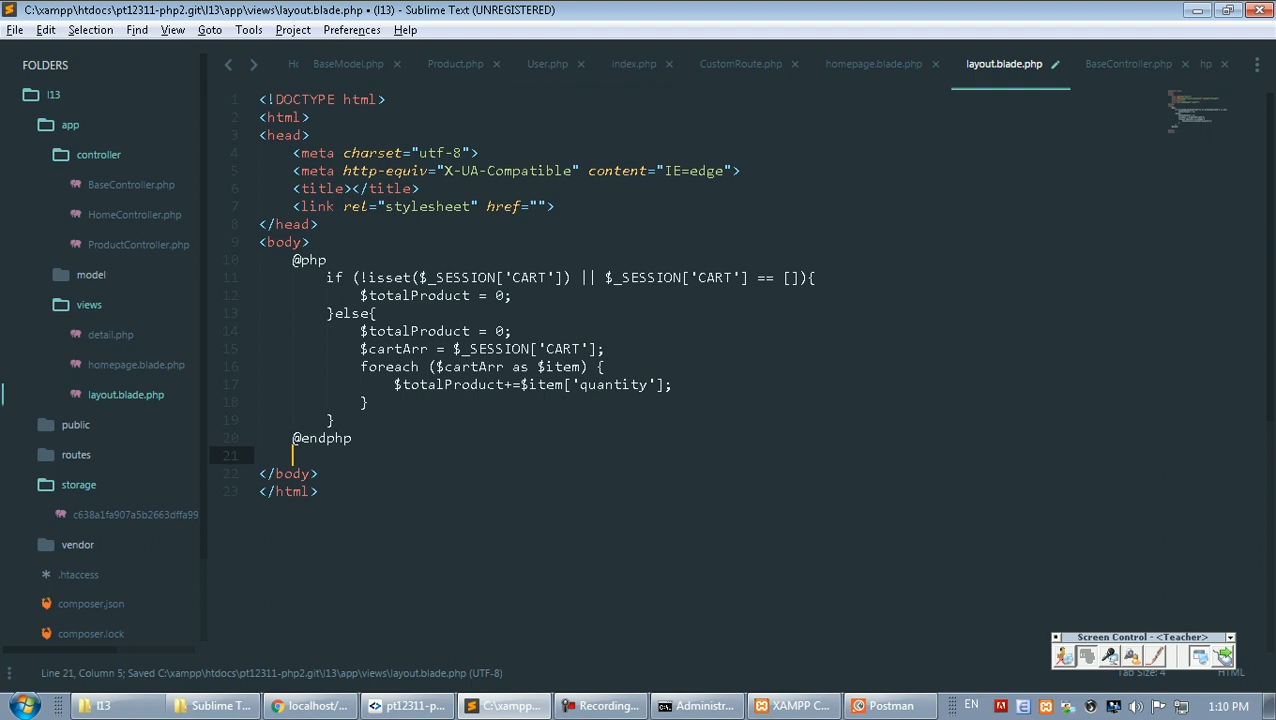 C:\xampp\htdocs\pt12311-php2.git\l13\app\views\layout.blade.php • (l13) - Sublime Text (UNREGISTERED)
File Edit Selection Find View Goto Tools Project Preferences Help
FOLDERS
l13
app
controller
BaseController.php
HomeController.php
ProductController.php
model
views
detail.php
homepage.blade.php
layout.blade.php
public
routes
storage
c638a1fa907a5b2663dffa99
vendor
.htaccess
composer.json
composer.lock
BaseModel.php Product.php User.php index.php CustomRoute.php homepage.blade.php layout.blade.php BaseController.php hp
1 <!DOCTYPE html>
2 <html>
3 <head>
4 <meta charset="utf-8">
5 <meta http-equiv="X-UA-Compatible" content="IE=edge">
6 <title></title>
7 <link rel="stylesheet" href="">
8 </head>
9 <body>
10 @php
11 if (!isset($_SESSION['CART']) || $_SESSION['CART'] == []){
12 $totalProduct = 0;
13 }else{
14 $totalProduct = 0;
15 $cartArr = $_SESSION['CART'];
16 foreach ($cartArr as $item) {
17 $totalProduct+=$item['quantity'];
18 }
19 }
20 @endphp
21
22 </body>
23 </html>
Screen Control - <Teacher>
Line 21, Column 5; Saved C:\xampp\htdocs\pt12311-php2.git\l13\app\views\layout.blade.php (UTF-8) Tab Size: 4 HTML
l13 Sublime T... localhost/... pt12311-p... C:\xampp... Recording... Administr... XAMPP C... Postman EN 1:10 PM